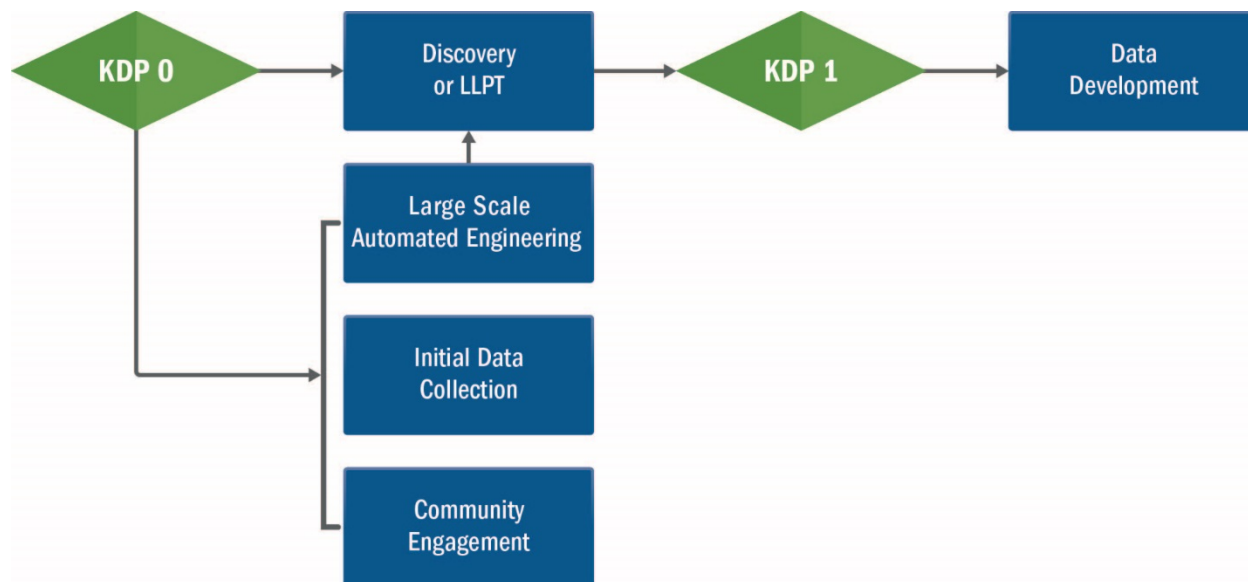 KDP 0
Discovery
or LLPT
KDP 1
Data
Development
Large Scale
Automated Engineering
Initial Data
Collection
Community
Engagement